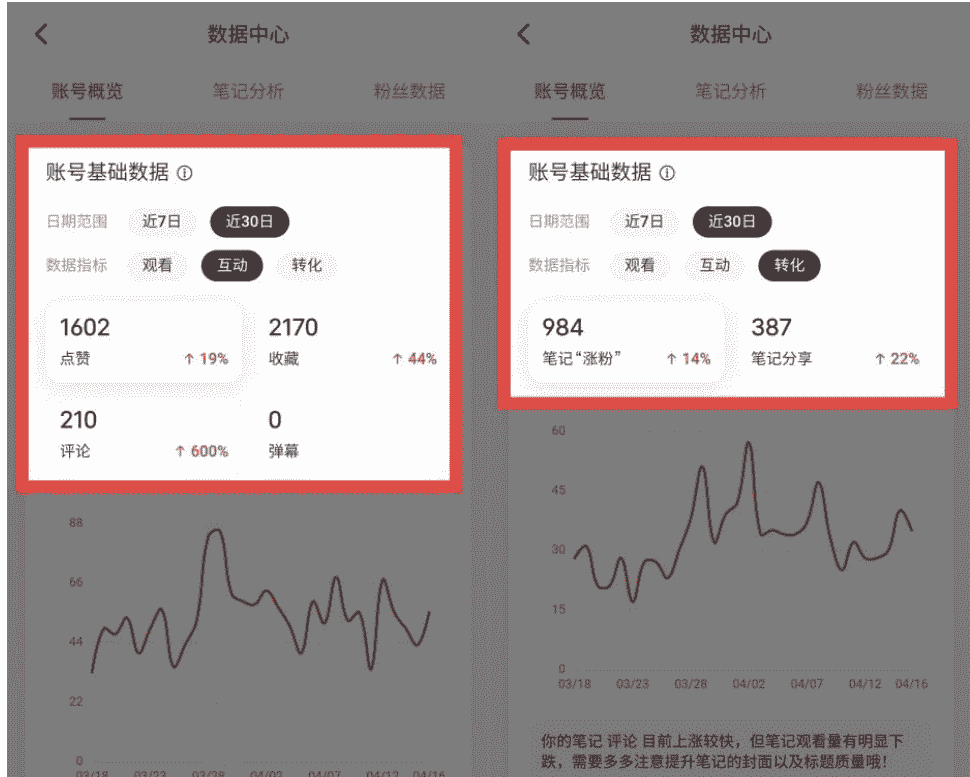 数据中心
账号概览 笔记分析 粉丝数据
账号基础数据
日期范围 近7日 近30日
数据指标 观看 互动 转化
1602 2170
点赞 ↑ 19% 收藏 ↑ 44%
210 0
评论 ↑ 600% 弹幕
88
66
44
22
0
03/18 03/23 03/28 04/02 04/07 04/12 04/16
数据中心
账号概览 笔记分析 粉丝数据
账号基础数据
日期范围 近7日 近30日
数据指标 观看 互动 转化
984 387
笔记“涨粉” ↑ 14% 笔记分享 ↑ 22%
60
45
30
15
0
03/18 03/23 03/28 04/02 04/07 04/12 04/16
你的笔记 评论 目前上涨较快，但笔记观看量有明显下
跌，需要多多注意提升笔记的封面以及标题质量哦！